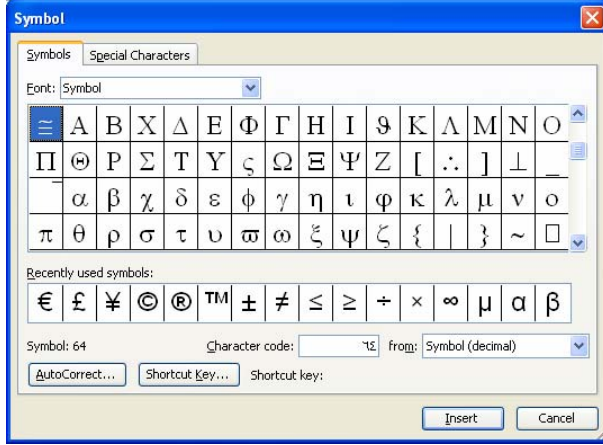 Symbol
Symbols Special Characters
Font: Symbol
≅ Α Β Χ Δ Ε Φ Γ Η Ι ϑ Κ Λ Μ Ν Ο
Π Θ Ρ Σ Τ Υ ς Ω Ξ Ψ Ζ [ ∴ ] ⊥ _
‾ α β χ δ ε ϕ γ η ι φ κ λ μ ν ο
π θ ρ σ τ υ ϖ ω ξ ψ ζ { | } ~ □
Recently used symbols:
€ £ ¥ © ® ™ ± ≠ ≤ ≥ ÷ × ∞ µ α β
Symbol: 64 Character code: ٦٤ from: Symbol (decimal)
AutoCorrect... Shortcut Key... Shortcut key:
Insert Cancel